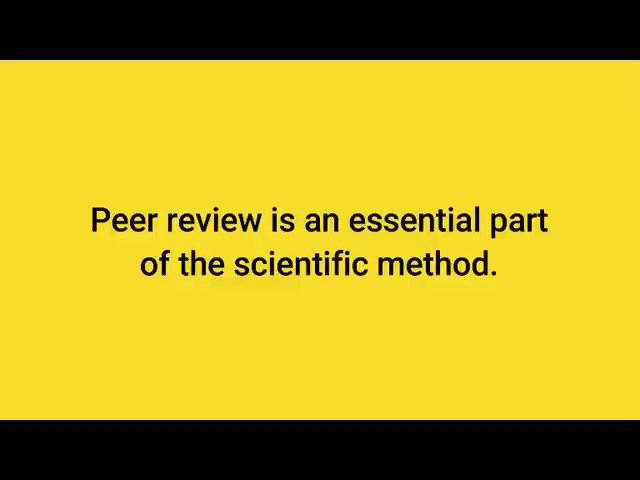 Peer review is an essential part
of the scientific method.